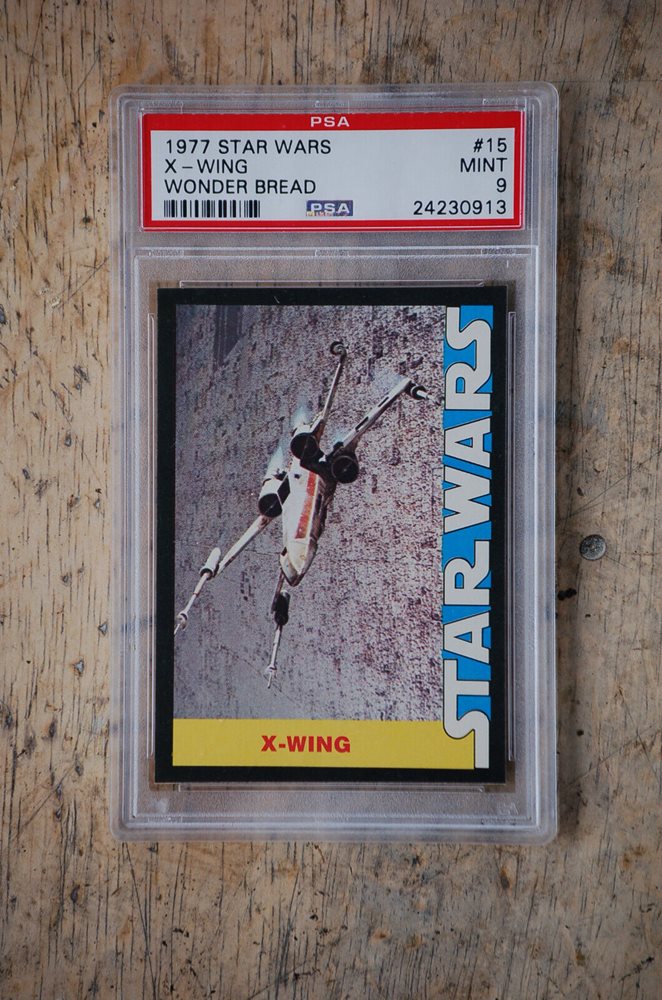 PSA
1977 STAR WARS #15
X-WING MINT
WONDER BREAD 9
PSA 24230913
STAR WARS
X-WING